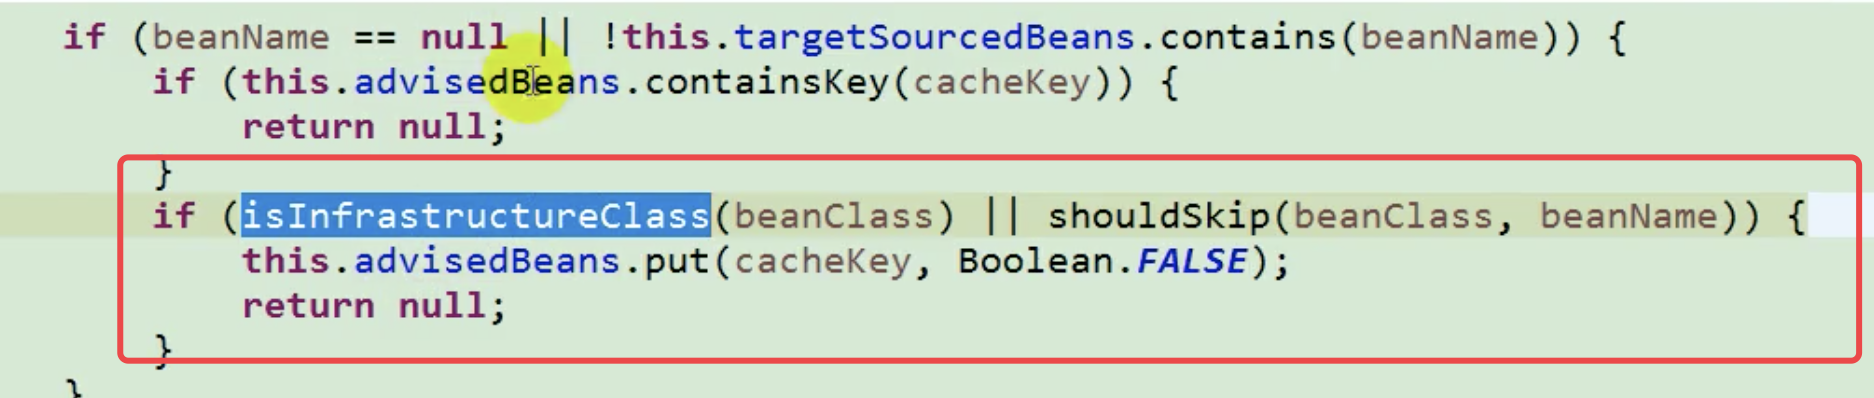 if (beanName == null || !this.targetSourcedBeans.contains(beanName)) {
if (this.advisedBeans.containsKey(cacheKey)) {
return null;
}
if (isInfrastructureClass(beanClass) || shouldSkip(beanClass, beanName)) {
this.advisedBeans.put(cacheKey, Boolean.FALSE);
return null;
}
}